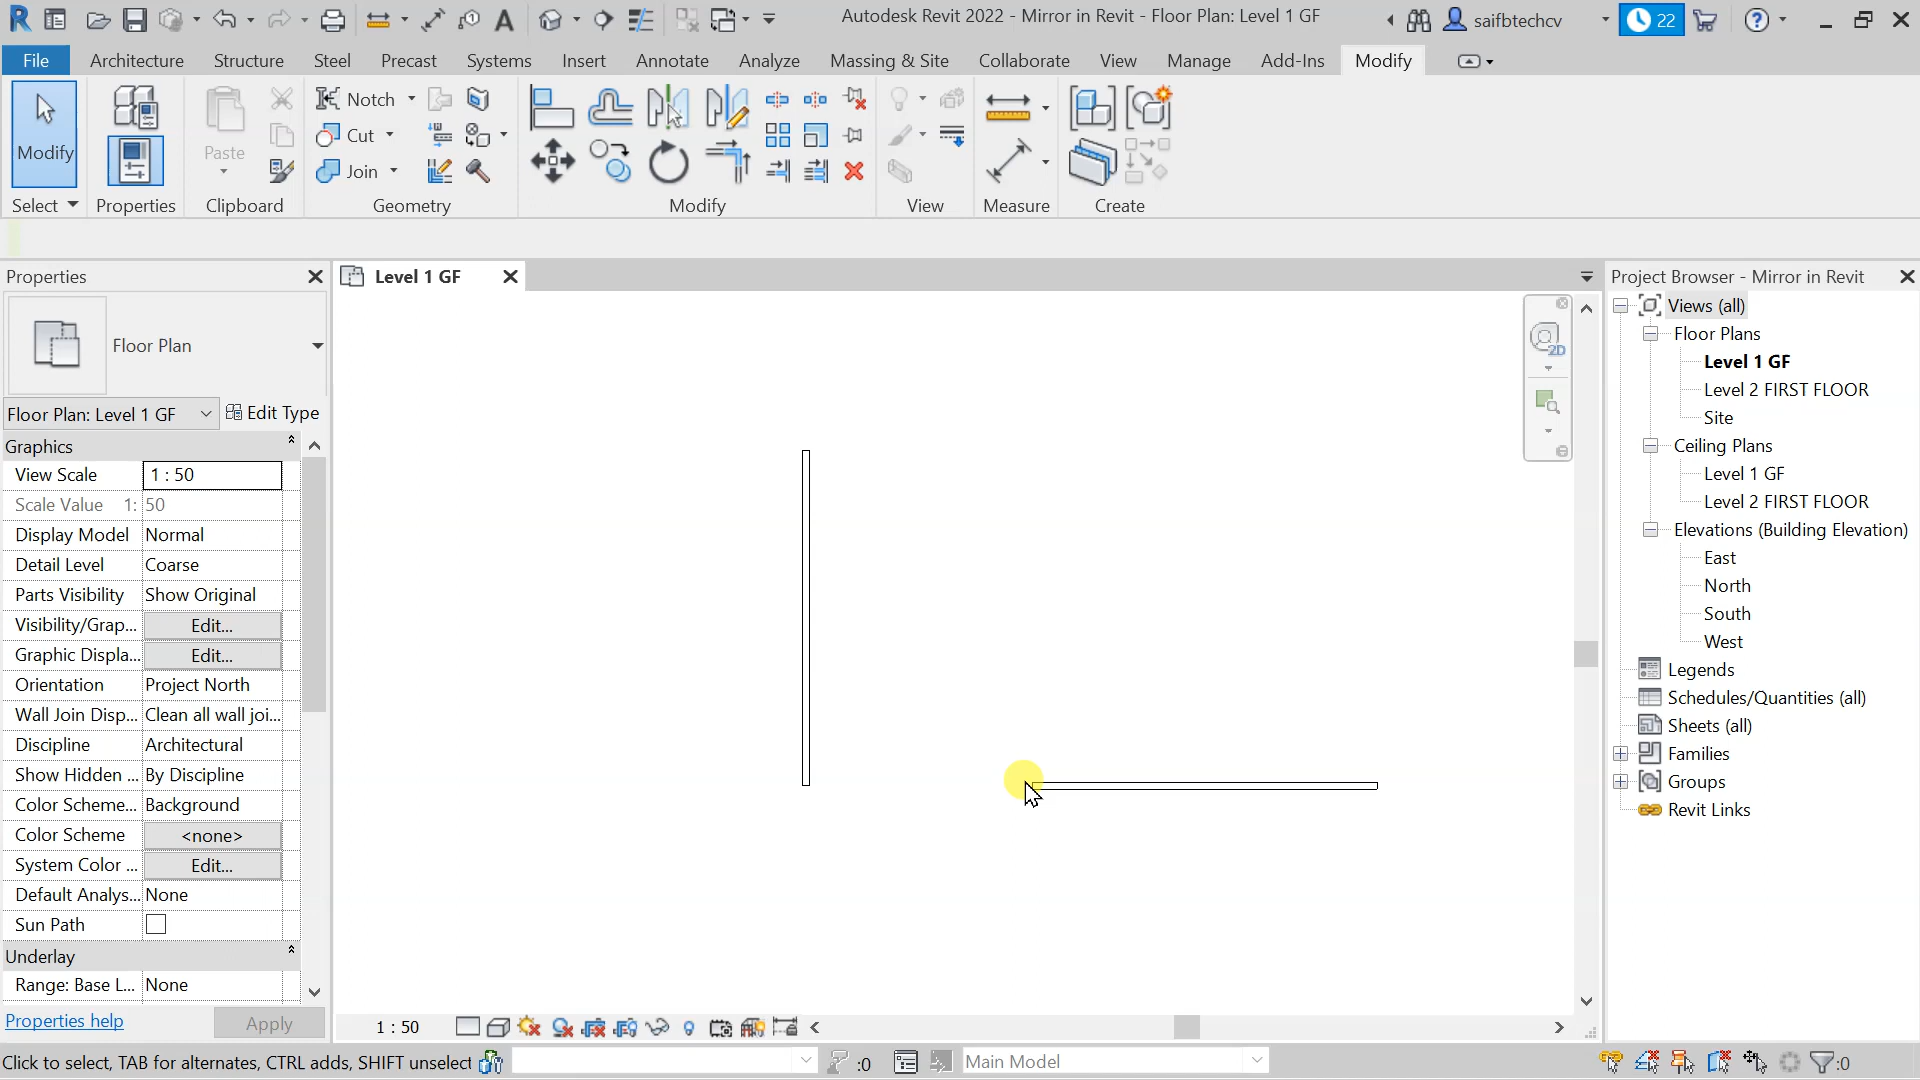 Autodesk Revit 2022 - Mirror in Revit - Floor Plan: Level 1 GF
saifbtechcv
22
File Architecture Structure Steel Precast Systems Insert Annotate Analyze Massing & Site Collaborate View Manage Add-Ins Modify
Modify
Paste
Notch
Cut
Join
Select Properties Clipboard Geometry Modify View Measure Create
Properties
Floor Plan
Floor Plan: Level 1 GF
Edit Type
Graphics
View Scale 1 : 50
Scale Value 1: 50
Display Model Normal
Detail Level Coarse
Parts Visibility Show Original
Visibility/Grap... Edit...
Graphic Displa... Edit...
Orientation Project North
Wall Join Disp... Clean all wall joi...
Discipline Architectural
Show Hidden ... By Discipline
Color Scheme... Background
Color Scheme <none>
System Color ... Edit...
Default Analys... None
Sun Path
Underlay
Range: Base L... None
Properties help
Apply
Level 1 GF
2D
1 : 50
Project Browser - Mirror in Revit
Views (all)
Floor Plans
Level 1 GF
Level 2 FIRST FLOOR
Site
Ceiling Plans
Level 1 GF
Level 2 FIRST FLOOR
Elevations (Building Elevation)
East
North
South
West
Legends
Schedules/Quantities (all)
Sheets (all)
Families
Groups
Revit Links
Click to select, TAB for alternates, CTRL adds, SHIFT unselect
:0
Main Model
:0